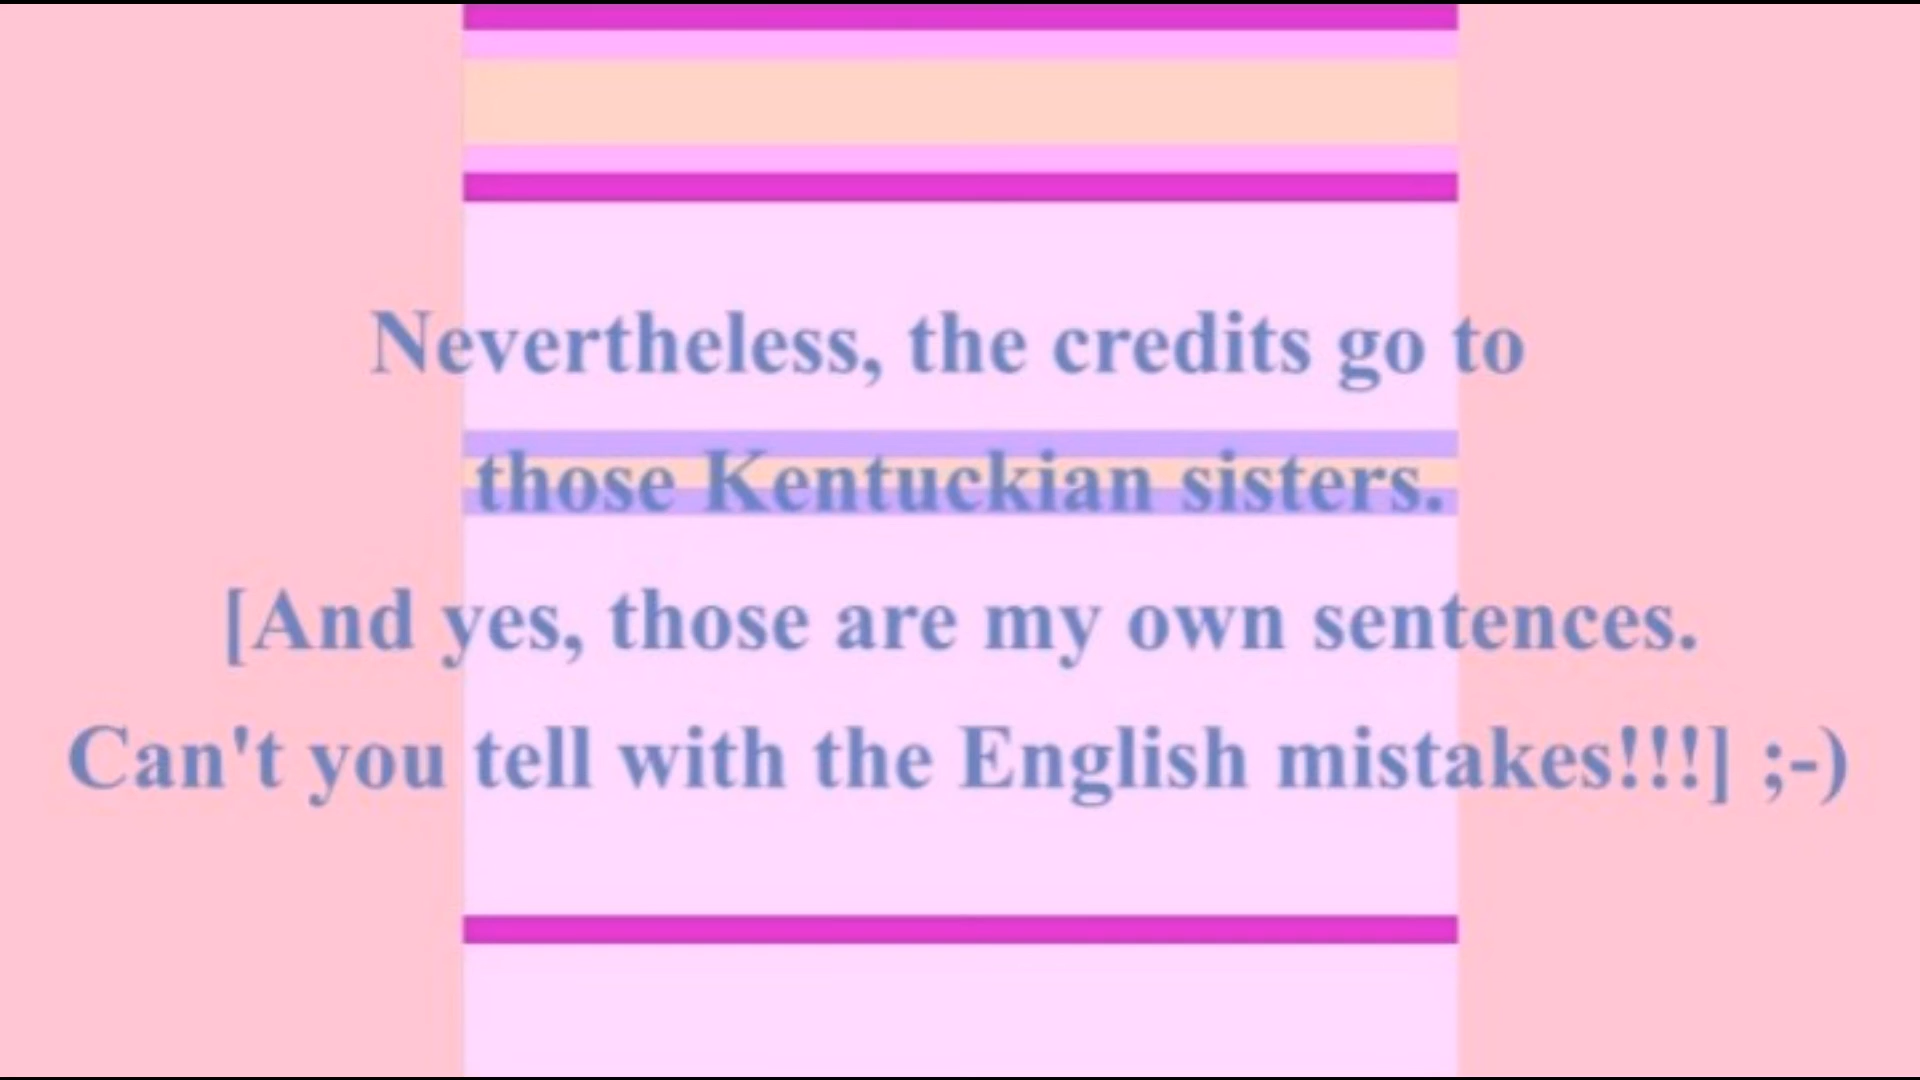 Nevertheless, the credits go to
those Kentuckian sisters.
[And yes, those are my own sentences.
Can't you tell with the English mistakes!!!] ;-)